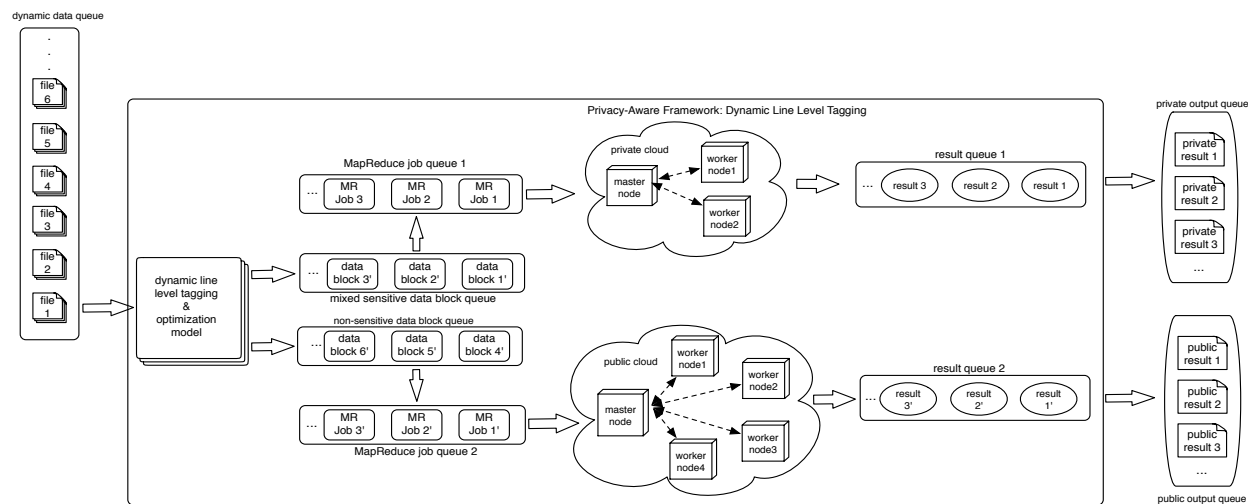 dynamic data queue
.
.
.
file
6
file
5
file
4
file
3
file
2
file
1
Privacy-Aware Framework: Dynamic Line Level Tagging
dynamic line
level tagging
&
optimization
model
MapReduce job queue 1
...
MR
Job 3
MR
Job 2
MR
Job 1
...
data
block 3'
data
block 2'
data
block 1'
mixed sensitive data block queue
non-sensitive data block queue
...
data
block 6'
data
block 5'
data
block 4'
...
MR
Job 3'
MR
Job 2'
MR
Job 1'
MapReduce job queue 2
private cloud
master
node
worker
node1
worker
node2
public cloud
master
node
worker
node1
worker
node2
worker
node3
worker
node4
result queue 1
...
result 3
result 2
result 1
result queue 2
...
result
3'
result
2'
result
1'
private output queue
private
result 1
private
result 2
private
result 3
...
public
result 1
public
result 2
public
result 3
...
public output queue